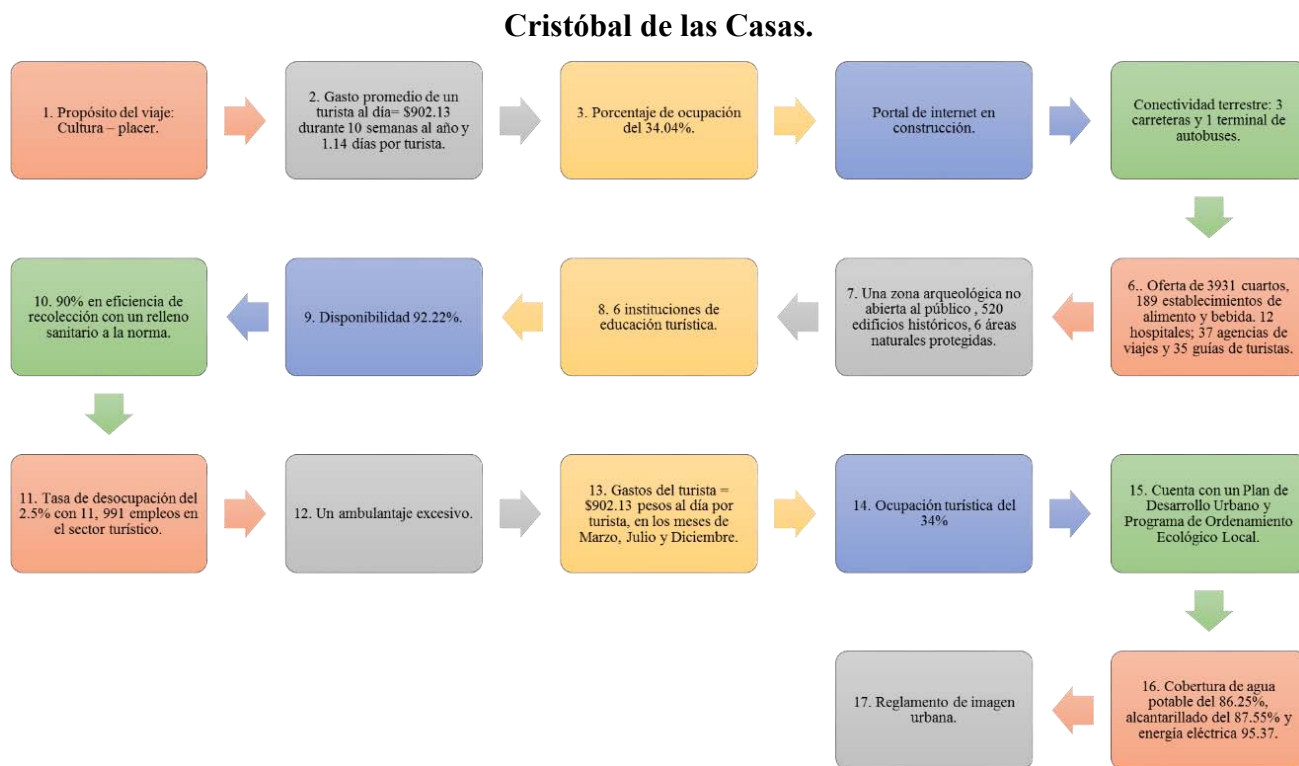 Cristóbal de las Casas.
1. Propósito del viaje:
Cultura – placer.
2. Gasto promedio de un
turista al día= $902.13
durante 10 semanas al año y
1.14 días por turista.
3. Porcentaje de ocupación
del 34.04%.
Portal de internet en
construcción.
Conectividad terrestre: 3
carreteras y 1 terminal de
autobuses.
6.. Oferta de 3931 cuartos,
189 establecimientos de
alimento y bebida. 12
hospitales; 37 agencias de
viajes y 35 guías de turistas.
7. Una zona arqueológica no
abierta al público , 520
edificios históricos, 6 áreas
naturales protegidas.
8. 6 instituciones de
educación turística.
9. Disponibilidad 92.22%.
10. 90% en eficiencia de
recolección con un relleno
sanitario a la norma.
11. Tasa de desocupación del
2.5% con 11, 991 empleos en
el sector turístico.
12. Un ambulantaje excesivo.
13. Gastos del turista =
$902.13 pesos al día por
turista, en los meses de
Marzo, Julio y Diciembre.
14. Ocupación turística del
34%
15. Cuenta con un Plan de
Desarrollo Urbano y
Programa de Ordenamiento
Ecológico Local.
16. Cobertura de agua
potable del 86.25%,
alcantarillado del 87.55% y
energía eléctrica 95.37.
17. Reglamento de imagen
urbana.